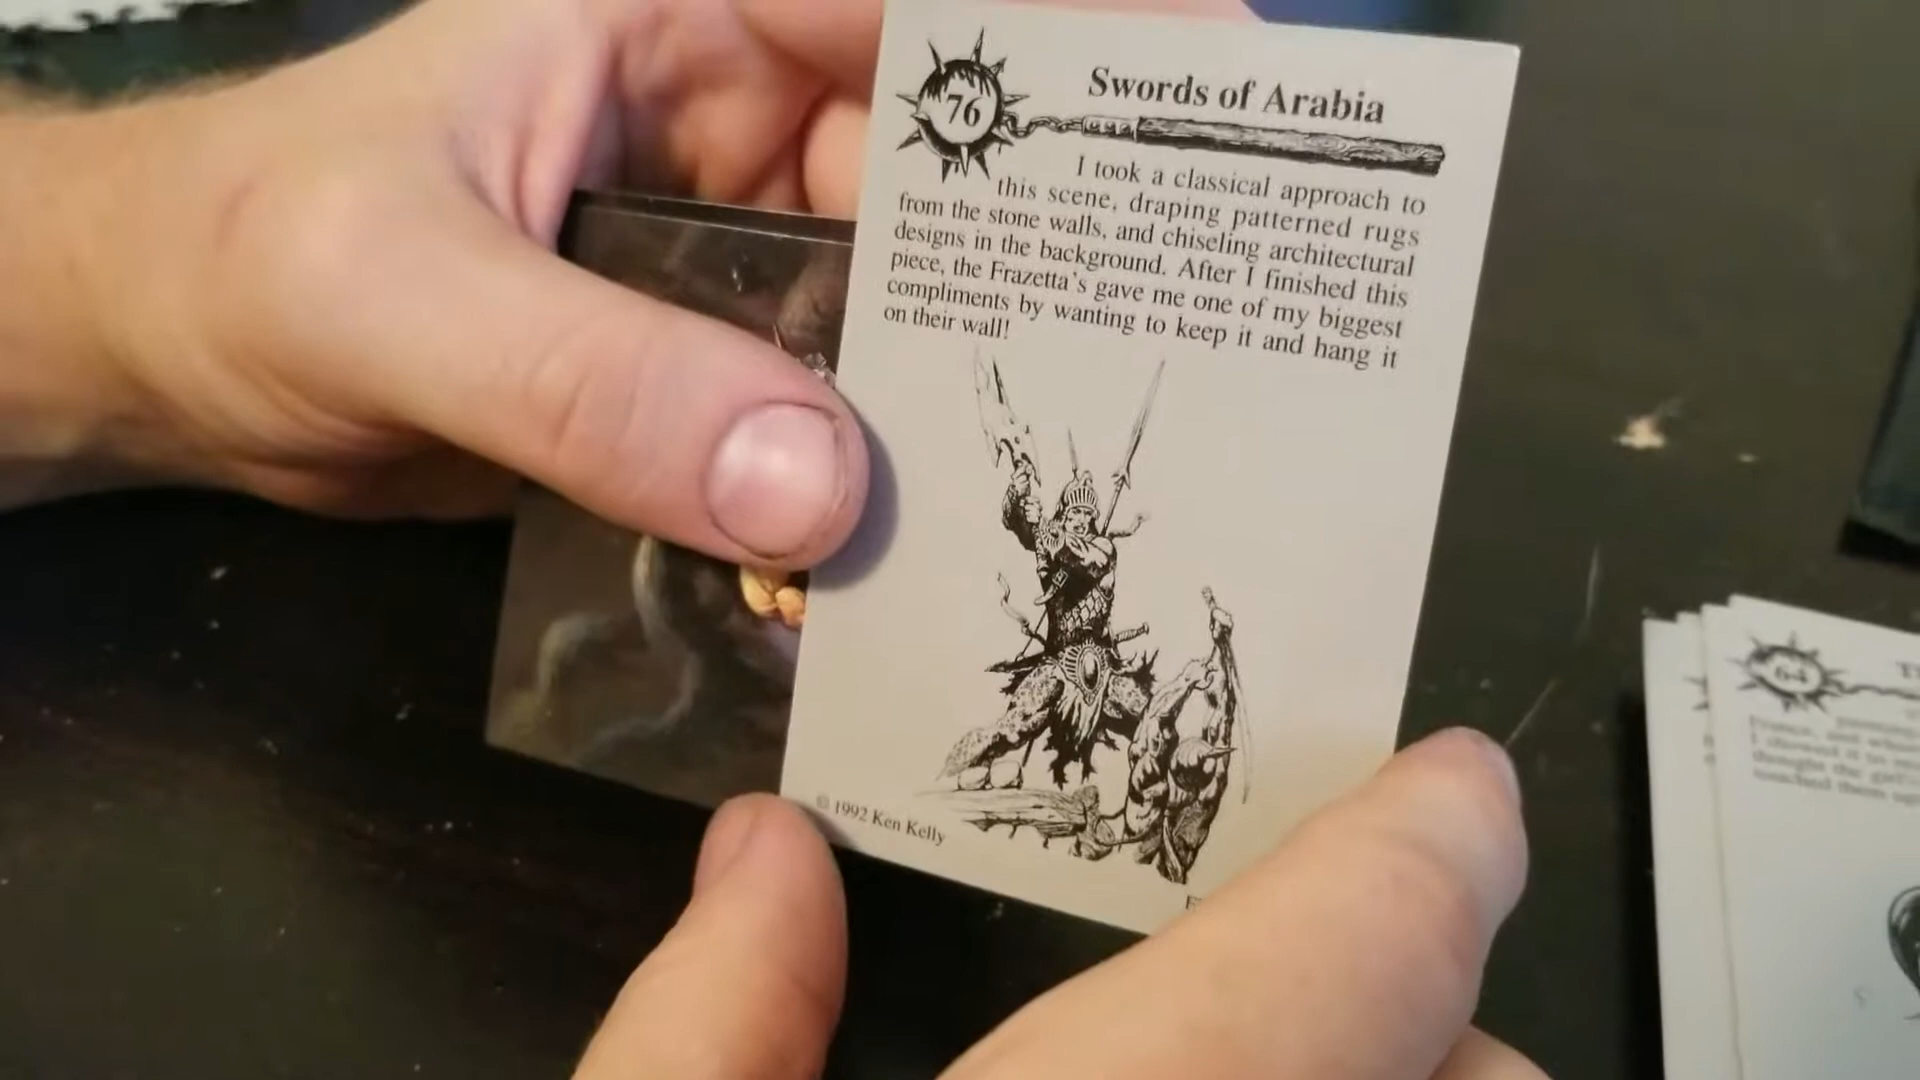 76
Swords of Arabia
I took a classical approach to
this scene, draping patterned rugs
from the stone walls, and chiseling architectural
designs in the background. After I finished this
piece, the Frazetta's gave me one of my biggest
compliments by wanting to keep it and hang it
on their wall!
© 1992 Ken Kelly
64